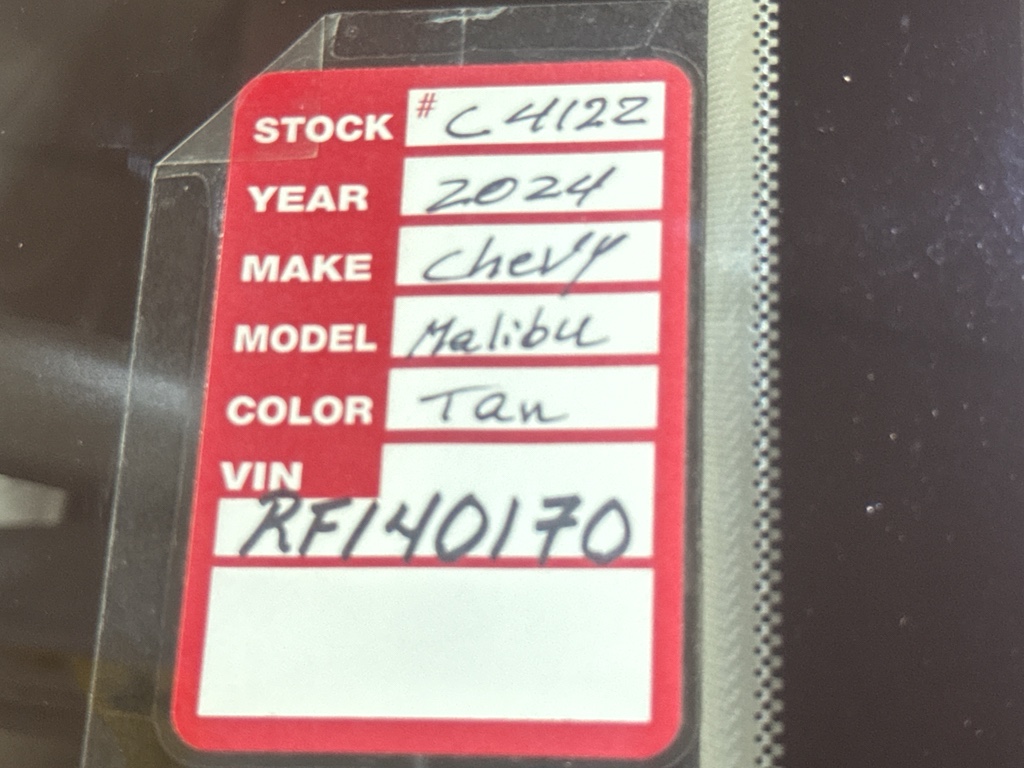 STOCK # C4122
YEAR 2024
MAKE Chevy
MODEL Malibu
COLOR Tan
VIN
RF140170